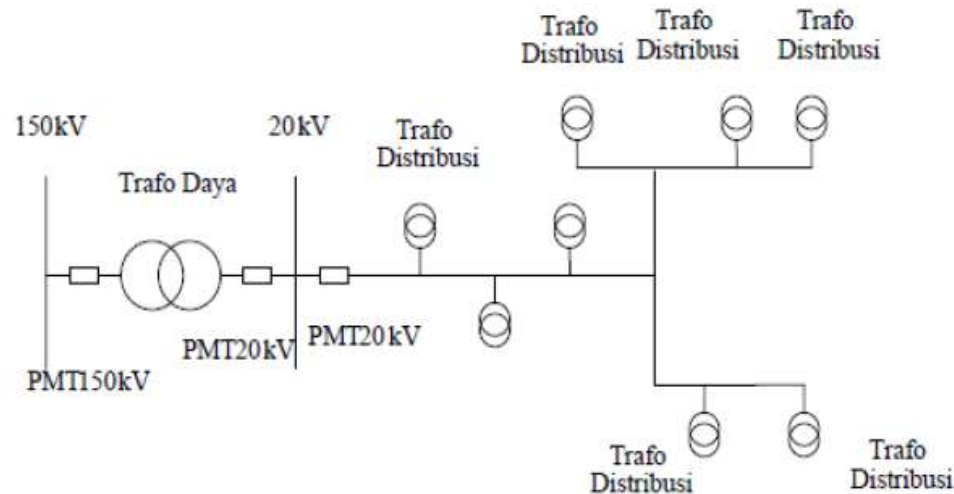 Trafo
Distribusi
Trafo
Distribusi
Trafo
Distribusi
150kV
20kV
Trafo
Distribusi
Trafo Daya
PMT20kV
PMT20kV
PMT150kV
Trafo
Distribusi
Trafo
Distribusi